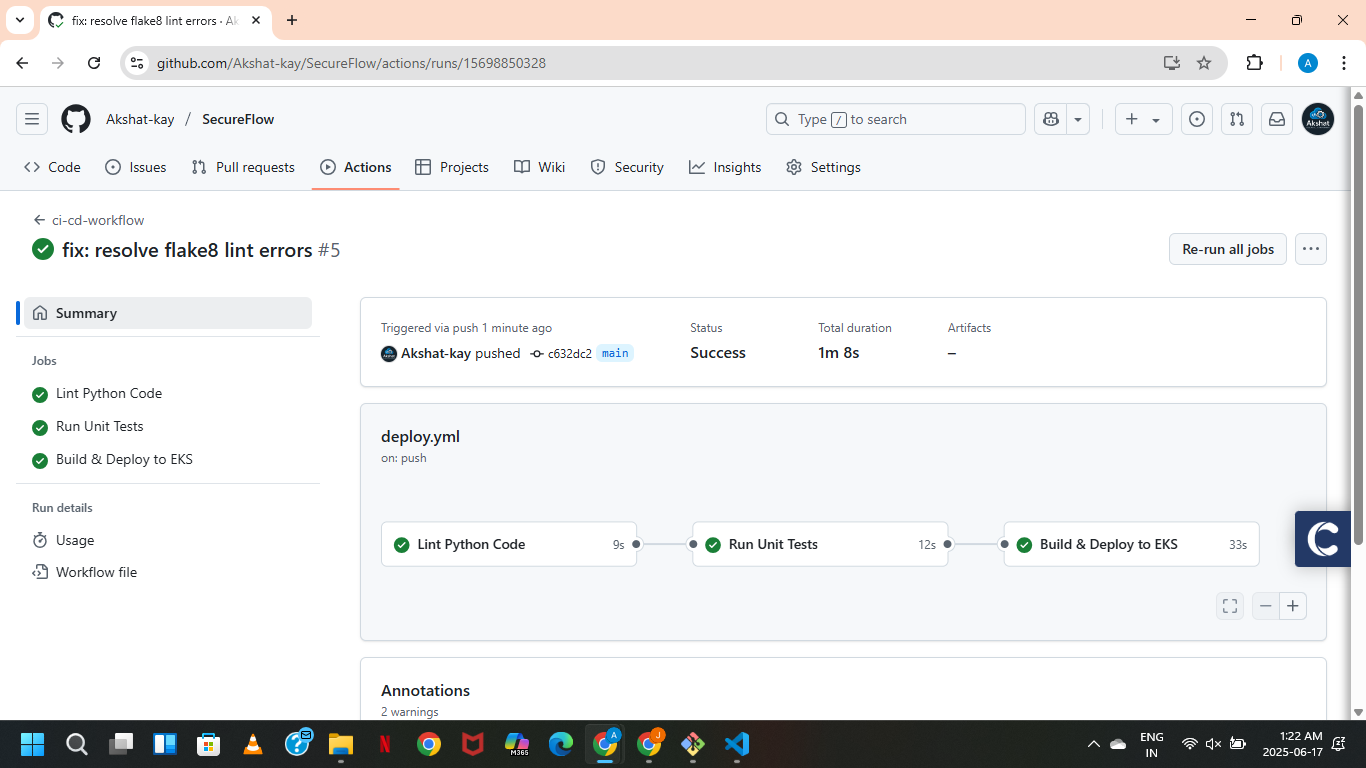 fix: resolve flake8 lint errors · Ak
github.com/Akshat-kay/SecureFlow/actions/runs/15698850328
A
Akshat-kay / SecureFlow
Type / to search
Akshat
Code Issues Pull requests Actions Projects Wiki Security Insights Settings
ci-cd-workflow
fix: resolve flake8 lint errors #5
Re-run all jobs
Summary
Jobs
Lint Python Code
Run Unit Tests
Build & Deploy to EKS
Run details
Usage
Workflow file
Triggered via push 1 minute ago
Akshat-kay pushed c632dc2 main
Status
Success
Total duration
1m 8s
Artifacts
–
deploy.yml
on: push
Lint Python Code 9s
Run Unit Tests 12s
Build & Deploy to EKS 33s
Annotations
2 warnings
M365
A
J
ENG
IN
1:22 AM
2025-06-17